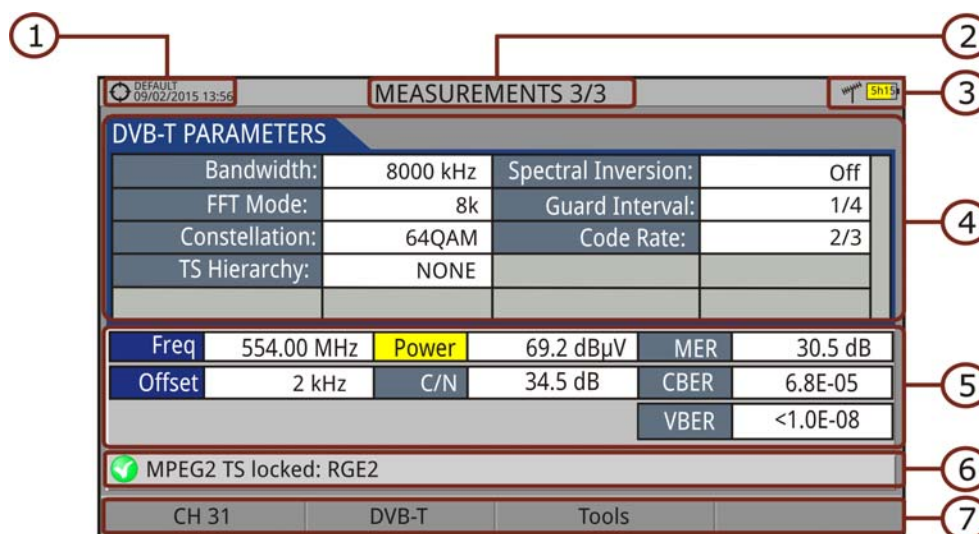 1
2
3
DEFAULT
09/02/2015 13:56
MEASUREMENTS 3/3
5h15
DVB-T PARAMETERS
Bandwidth: 8000 kHz Spectral Inversion: Off
FFT Mode: 8k Guard Interval: 1/4
Constellation: 64QAM Code Rate: 2/3
TS Hierarchy: NONE
4
Freq 554.00 MHz Power 69.2 dBµV MER 30.5 dB
Offset 2 kHz C/N 34.5 dB CBER 6.8E-05
VBER <1.0E-08
5
MPEG2 TS locked: RGE2
6
CH 31 DVB-T Tools
7